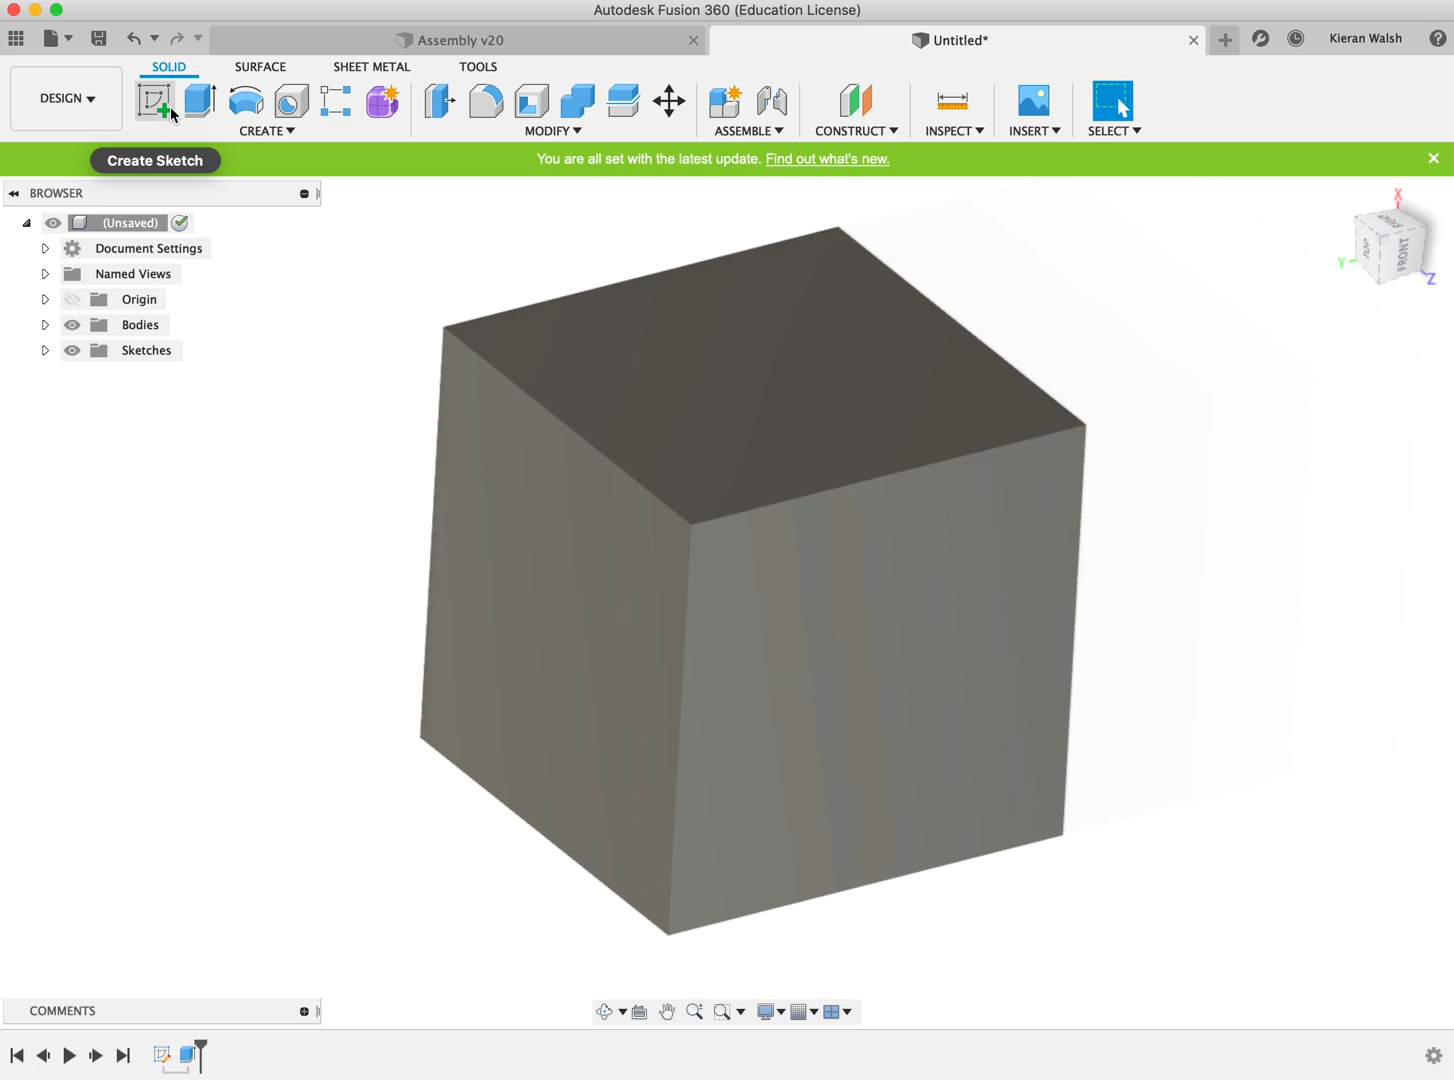 Autodesk Fusion 360 (Education License)
Assembly v20
Untitled*
Kieran Walsh
SOLID SURFACE SHEET METAL TOOLS
DESIGN
CREATE MODIFY ASSEMBLE CONSTRUCT INSPECT INSERT SELECT
Create Sketch
You are all set with the latest update. Find out what's new.
BROWSER
(Unsaved)
Document Settings
Named Views
Origin
Bodies
Sketches
X
TOP
FRONT
Y
Z
COMMENTS